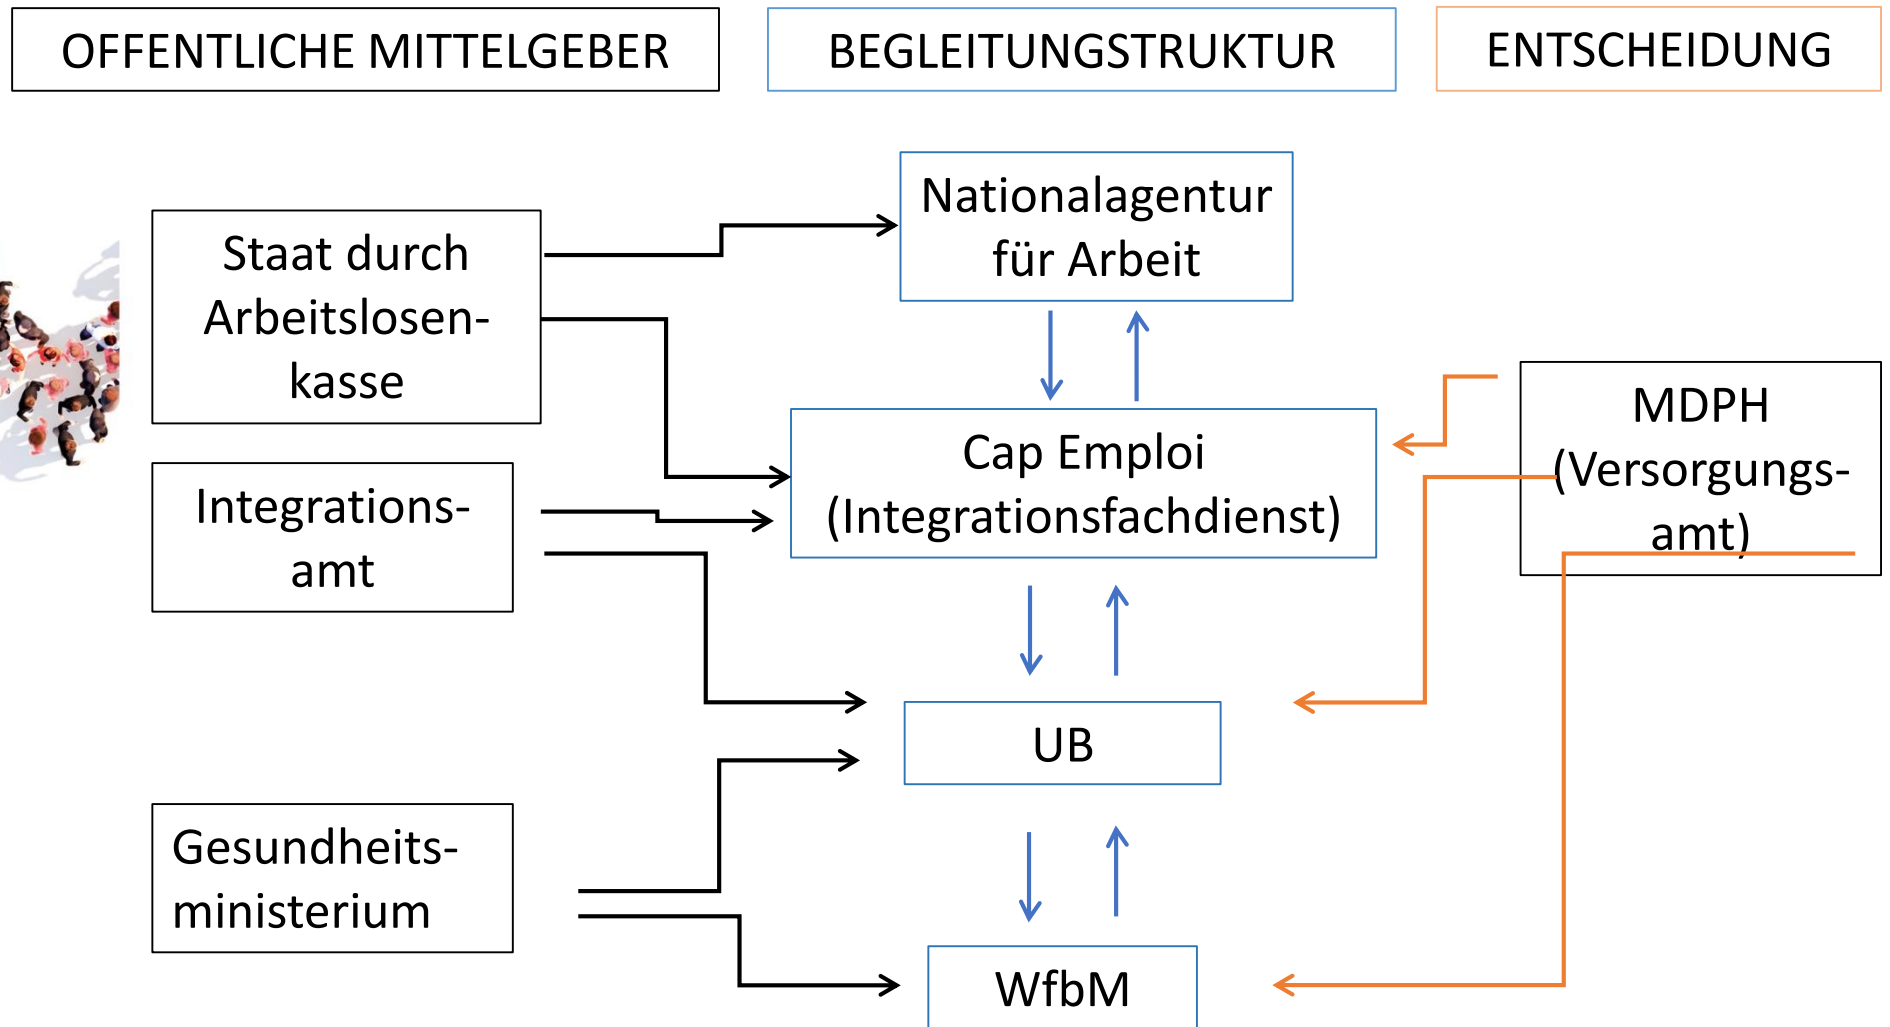 OFFENTLICHE MITTELGEBER
BEGLEITUNGSTRUKTUR
ENTSCHEIDUNG
Nationalagentur
für Arbeit
Staat durch
Arbeitslosen-
kasse
MDPH
(Versorgungs-
amt)
Cap Emploi
(Integrationsfachdienst)
Integrations-
amt
UB
Gesundheits-
ministerium
WfbM